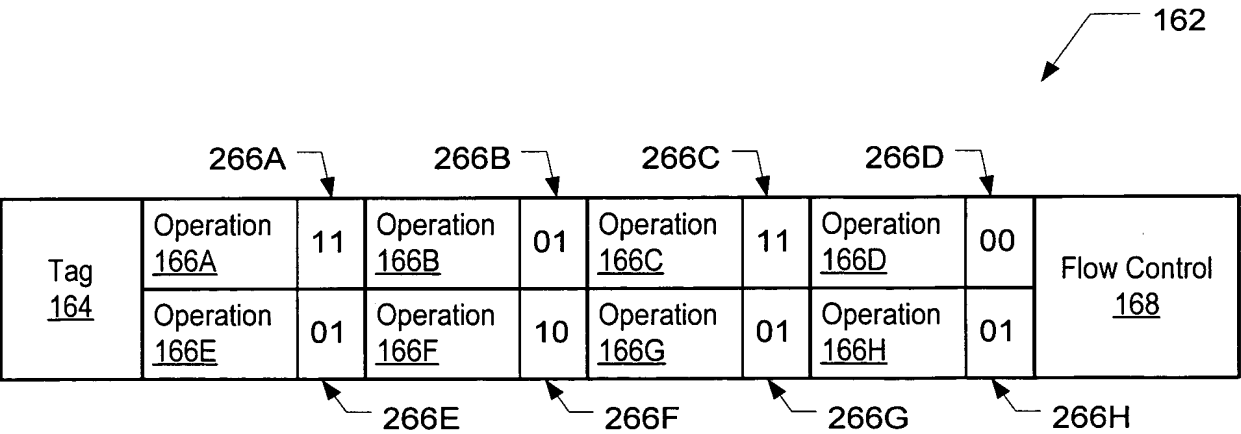 162
266A 266B 266C 266D
Operation 166A 11 Operation 166B 01 Operation 166C 11 Operation 166D 00
Tag 164
Flow Control 168
Operation 166E 01 Operation 166F 10 Operation 166G 01 Operation 166H 01
266E 266F 266G 266H